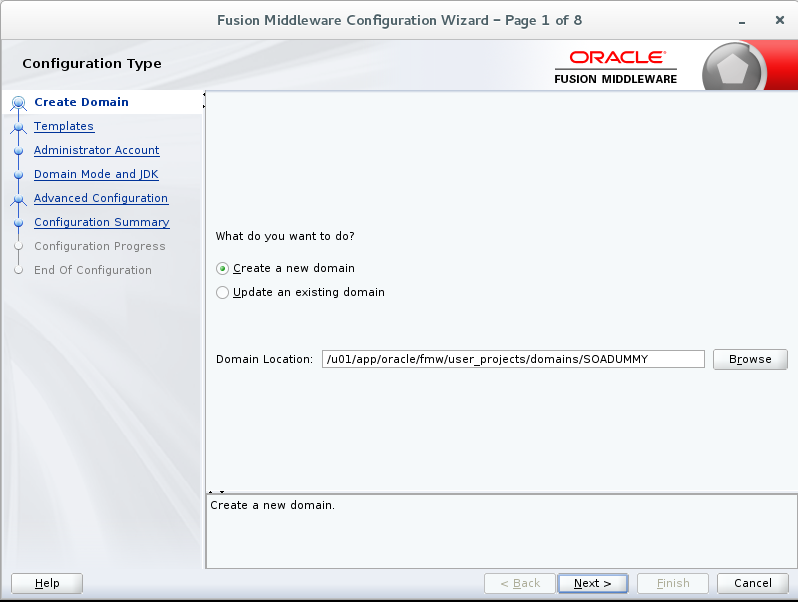 Fusion Middleware Configuration Wizard - Page 1 of 8
Configuration Type
ORACLE
FUSION MIDDLEWARE
Create Domain
Templates
Administrator Account
Domain Mode and JDK
Advanced Configuration
Configuration Summary
Configuration Progress
End Of Configuration
What do you want to do?
Create a new domain
Update an existing domain
Domain Location: /u01/app/oracle/fmw/user_projects/domains/SOADUMMY Browse
Create a new domain.
Help < Back Next > Finish Cancel